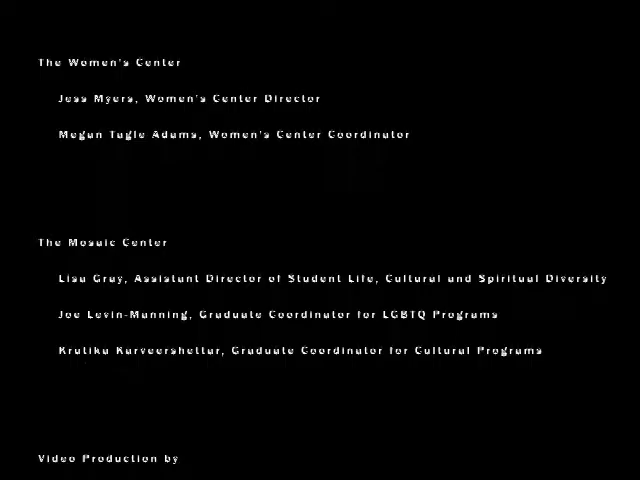 The Women's Center
Jess Myers, Women's Center Director
Megan Tagle Adams, Women's Center Coordinator
The Mosaic Center
Lisa Gray, Assistant Director of Student Life, Cultural and Spiritual Diversity
Joe Levin-Manning, Graduate Coordinator for LGBTQ Programs
Krutika Karveershettar, Graduate Coordinator for Cultural Programs
Video Production by